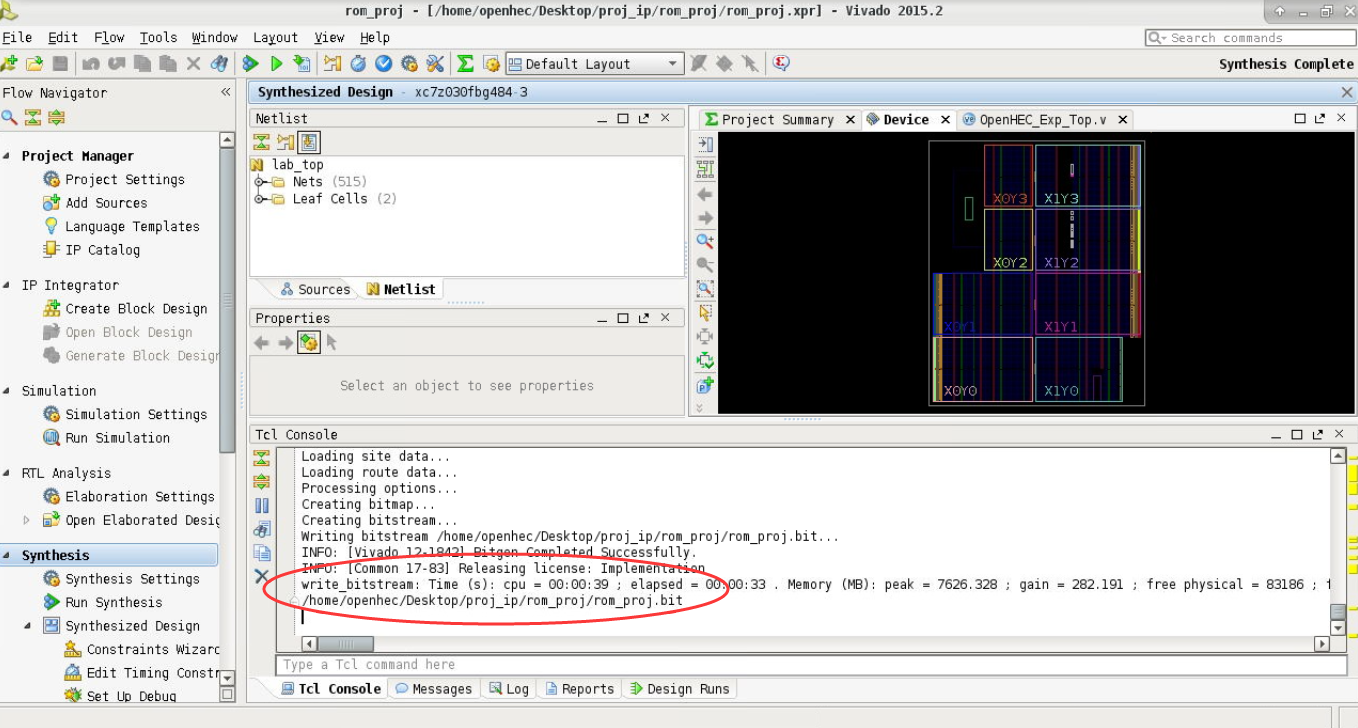 rom_proj - [/home/openhec/Desktop/proj_ip/rom_proj/rom_proj.xpr] - Vivado 2015.2
File Edit Flow Tools Window Layout View Help
Search commands
Default Layout
Synthesis Complete
Flow Navigator
Project Manager
Project Settings
Add Sources
Language Templates
IP Catalog
IP Integrator
Create Block Design
Open Block Design
Generate Block Design
Simulation
Simulation Settings
Run Simulation
RTL Analysis
Elaboration Settings
Open Elaborated Desig
Synthesis
Synthesis Settings
Run Synthesis
Synthesized Design
Constraints Wizard
Edit Timing Constr
Set Up Debug
Synthesized Design - xc7z030fbg484-3
Netlist
lab_top
Nets (515)
Leaf Cells (2)
Sources Netlist
Properties
Select an object to see properties
Project Summary Device OpenHEC_Exp_Top.v
X0Y3 X1Y3
X0Y2 X1Y2
X0Y1 X1Y1
X0Y0 X1Y0
Tcl Console
Loading site data...
Loading route data...
Processing options...
Creating bitmap...
Creating bitstream...
Writing bitstream /home/openhec/Desktop/proj_ip/rom_proj/rom_proj.bit...
INFO: [Vivado 12-1842] Bitgen Completed Successfully.
INFO: [Common 17-83] Releasing license: Implementation
write_bitstream: Time (s): cpu = 00:00:39 ; elapsed = 00:00:33 . Memory (MB): peak = 7626.328 ; gain = 282.191 ; free physical = 83186 ; f
/home/openhec/Desktop/proj_ip/rom_proj/rom_proj.bit
Type a Tcl command here
Tcl Console Messages Log Reports Design Runs